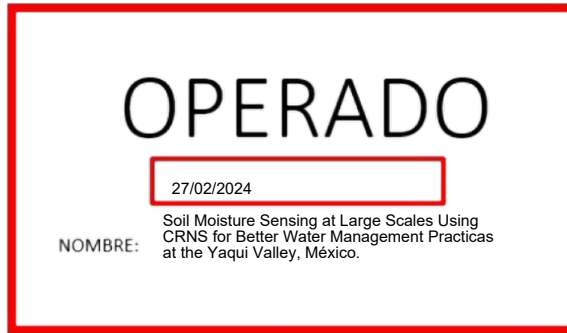 OPERADO
27/02/2024
Soil Moisture Sensing at Large Scales Using
NOMBRE: CRNS for Better Water Management Practicas
at the Yaqui Valley, México.